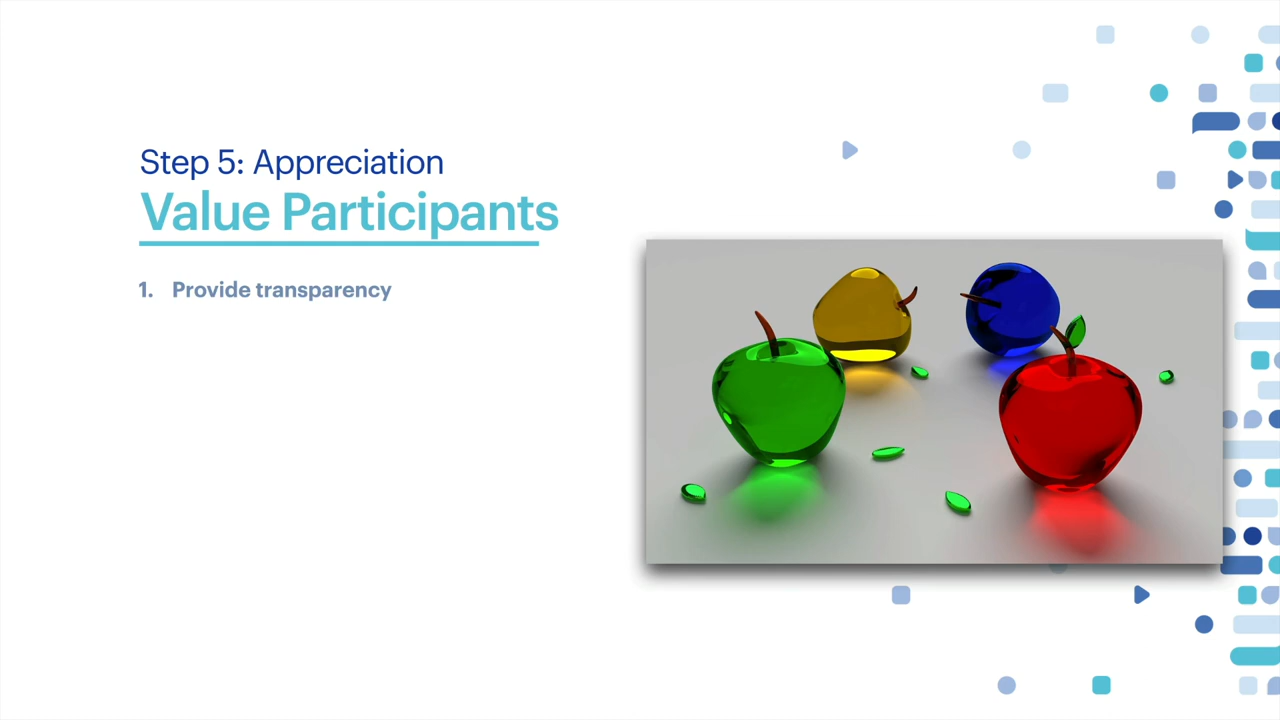 Step 5: Appreciation
Value Participants
1. Provide transparency